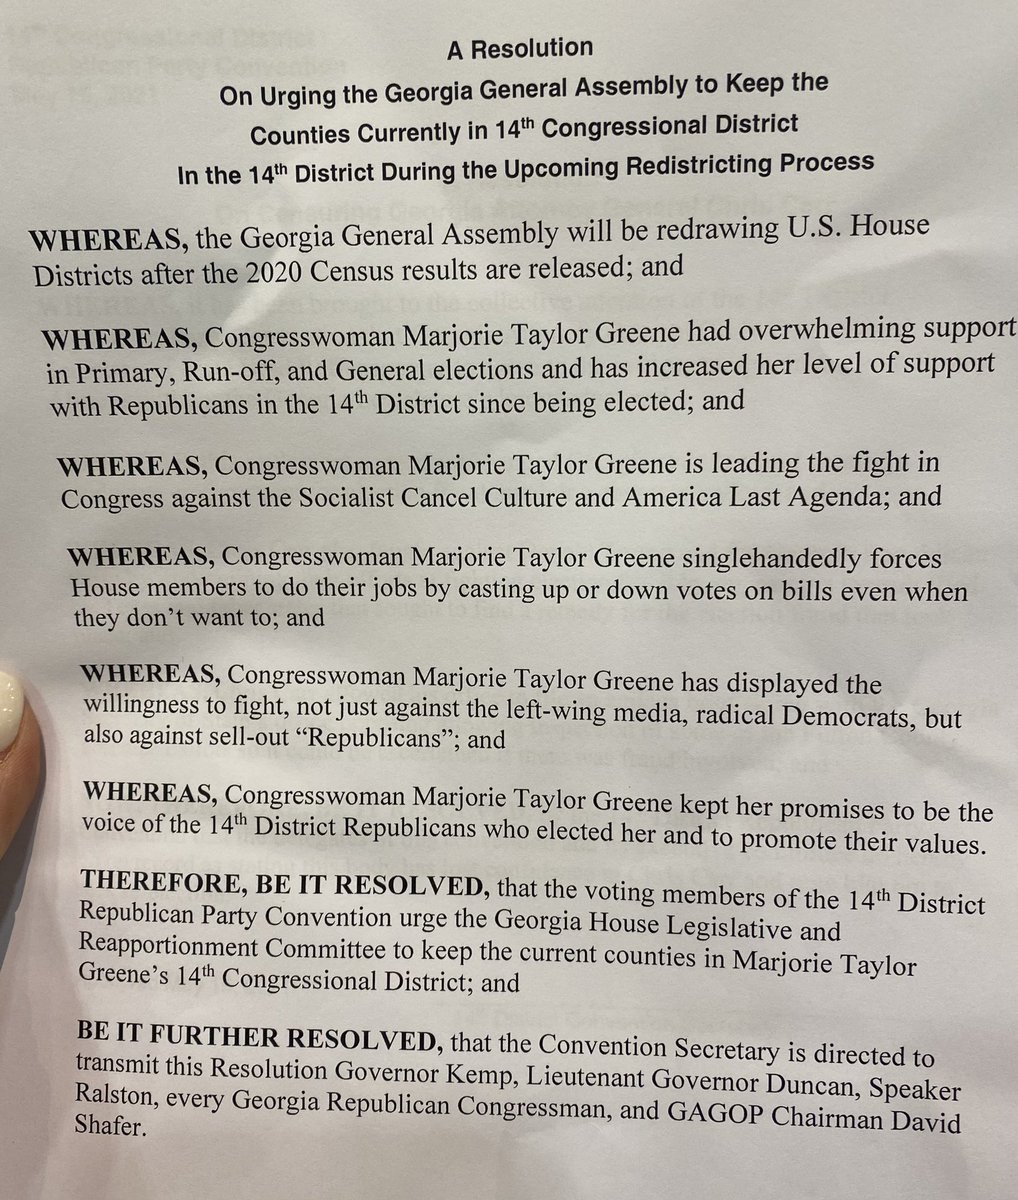 A Resolution
On Urging the Georgia General Assembly to Keep the
Counties Currently in 14th Congressional District
In the 14th District During the Upcoming Redistricting Process
WHEREAS, the Georgia General Assembly will be redrawing U.S. House
Districts after the 2020 Census results are released; and
WHEREAS, Congresswoman Marjorie Taylor Greene had overwhelming support
in Primary, Run-off, and General elections and has increased her level of support
with Republicans in the 14th District since being elected; and
WHEREAS, Congresswoman Marjorie Taylor Greene is leading the fight in
Congress against the Socialist Cancel Culture and America Last Agenda; and
WHEREAS, Congresswoman Marjorie Taylor Greene singlehandedly forces
House members to do their jobs by casting up or down votes on bills even when
they don't want to; and
WHEREAS, Congresswoman Marjorie Taylor Greene has displayed the
willingness to fight, not just against the left-wing media, radical Democrats, but
also against sell-out “Republicans”; and
WHEREAS, Congresswoman Marjorie Taylor Greene kept her promises to be the
voice of the 14th District Republicans who elected her and to promote their values.
THEREFORE, BE IT RESOLVED, that the voting members of the 14th District
Republican Party Convention urge the Georgia House Legislative and
Reapportionment Committee to keep the current counties in Marjorie Taylor
Greene's 14th Congressional District; and
BE IT FURTHER RESOLVED, that the Convention Secretary is directed to
transmit this Resolution Governor Kemp, Lieutenant Governor Duncan, Speaker
Ralston, every Georgia Republican Congressman, and GAGOP Chairman David
Shafer.